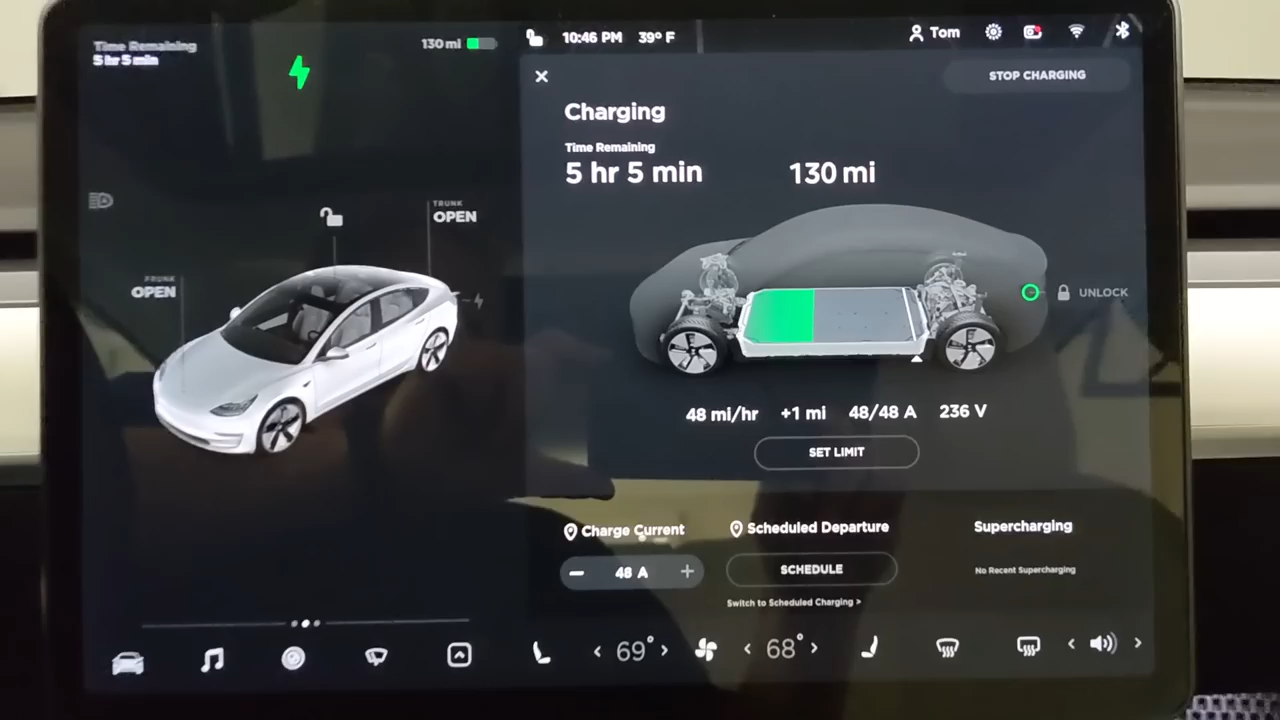 Time Remaining
5 hr 5 min
130 mi
10:46 PM 39° F
Tom
STOP CHARGING
Charging
Time Remaining
5 hr 5 min 130 mi
TRUNK
OPEN
FRUNK
OPEN
UNLOCK
48 mi/hr +1 mi 48/48 A 236 V
SET LIMIT
Charge Current
48 A
Scheduled Departure
SCHEDULE
Switch to Scheduled Charging >
Supercharging
No Recent Supercharging
< 69° > < 68° > < >